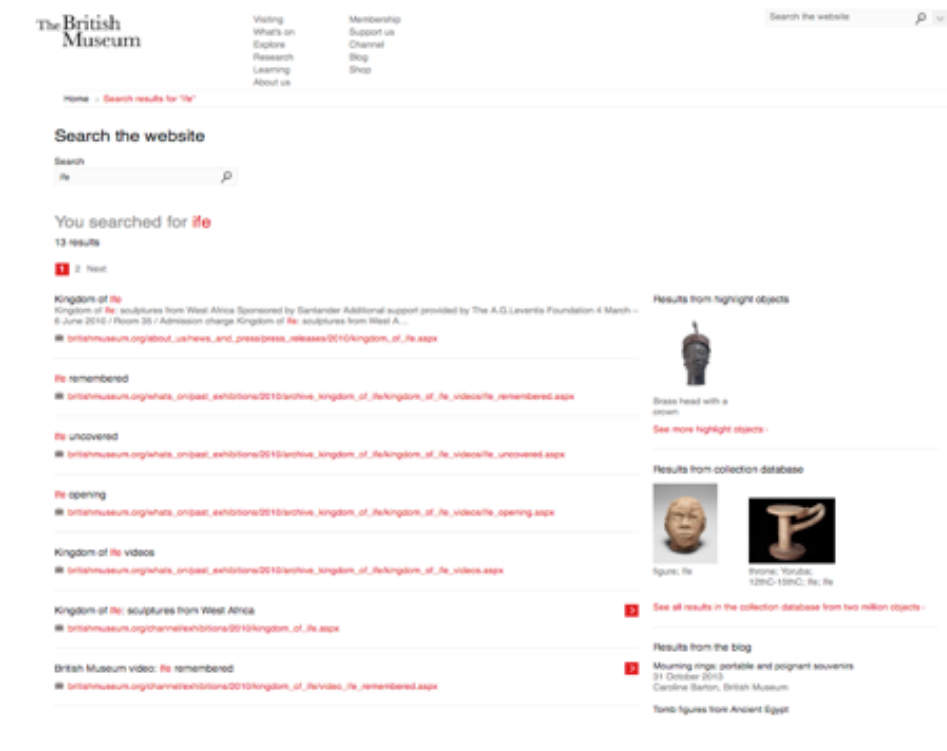 The British
Museum
Visiting
What's on
Explore
Research
Learning
About us
Membership
Support us
Channel
Blog
Shop
Search the website
Home › Search results for "ife"
Search the website
Search
ife
You searched for ife
13 results
1 2 Next
Kingdom of Ife
Kingdom of Ife: sculptures from West Africa Sponsored by Santander Additional support provided by The A.G.Leventis Foundation 4 March –
6 June 2010 / Room 35 / Admission charge Kingdom of Ife: sculptures from West A...
britishmuseum.org/about_us/news_and_press/press_releases/2010/kingdom_of_ife.aspx
Ife remembered
britishmuseum.org/whats_on/past_exhibitions/2010/archive_kingdom_of_ife/kingdom_of_ife_videos/ife_remembered.aspx
Ife uncovered
britishmuseum.org/whats_on/past_exhibitions/2010/archive_kingdom_of_ife/kingdom_of_ife_videos/ife_uncovered.aspx
Ife opening
britishmuseum.org/whats_on/past_exhibitions/2010/archive_kingdom_of_ife/kingdom_of_ife_videos/ife_opening.aspx
Kingdom of Ife videos
britishmuseum.org/whats_on/past_exhibitions/2010/archive_kingdom_of_ife/kingdom_of_ife_videos.aspx
Kingdom of Ife: sculptures from West Africa
britishmuseum.org/channel/exhibitions/2010/kingdom_of_ife.aspx
British Museum video: Ife remembered
britishmuseum.org/channel/exhibitions/2010/kingdom_of_ife/video_ife_remembered.aspx
Results from highlight objects
Brass head with a
crown
See more highlight objects ›
Results from collection database
figure; Ife
throne; Yoruba;
12thC-15thC; Ife; Ife
See all results in the collection database from two million objects ›
Results from the blog
Mourning rings: portable and poignant souvenirs
31 October 2013
Caroline Barton, British Museum
Tomb figures from Ancient Egypt